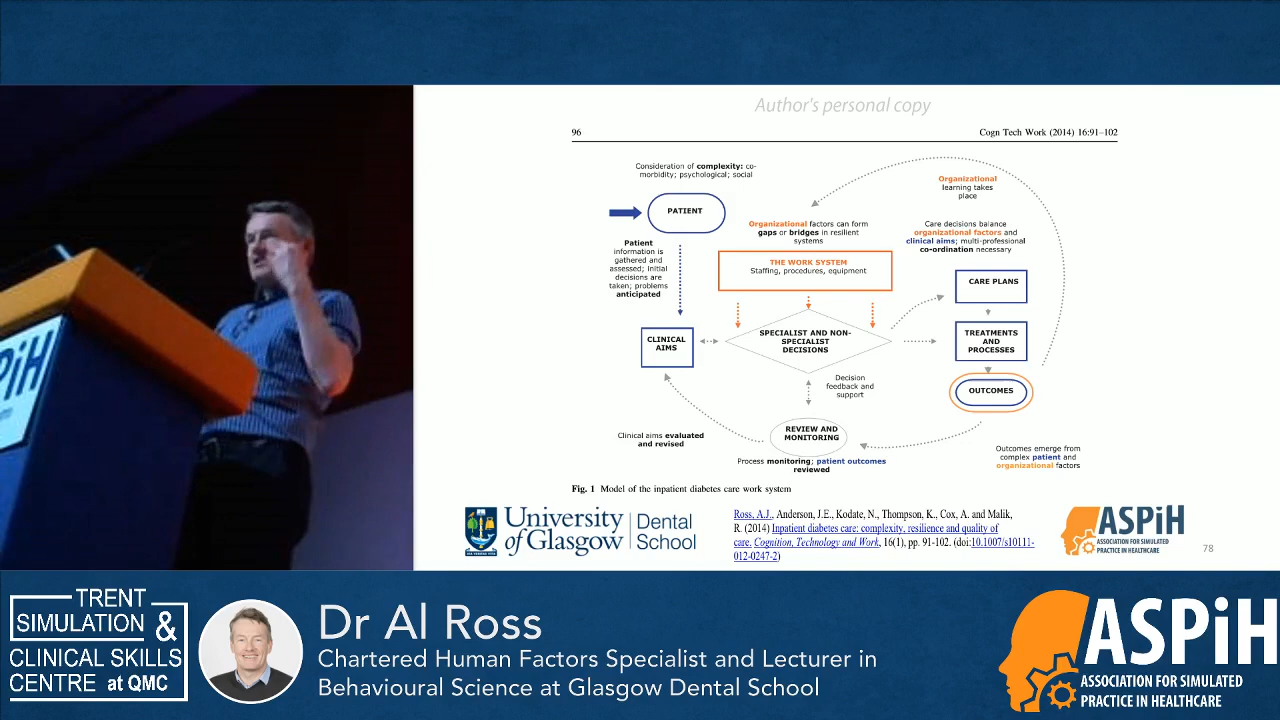 Author's personal copy
96
Cogn Tech Work (2014) 16:91–102
Consideration of complexity: co-
morbidity; psychological; social
PATIENT
Patient
information is
gathered and
assessed; initial
decisions are
taken; problems
anticipated
Organizational factors can form
gaps or bridges in resilient
systems
THE WORK SYSTEM
Staffing, procedures, equipment
Organizational
learning takes
place
Care decisions balance
organizational factors and
clinical aims; multi-professional
co-ordination necessary
CARE PLANS
CLINICAL
AIMS
SPECIALIST AND NON-
SPECIALIST
DECISIONS
TREATMENTS
AND
PROCESSES
Decision
feedback and
support
OUTCOMES
REVIEW AND
MONITORING
Clinical aims evaluated
and revised
Process monitoring; patient outcomes
reviewed
Outcomes emerge from
complex patient and
organizational factors
Fig. 1 Model of the inpatient diabetes care work system
University
of Glasgow
Dental
School
Ross, A.J., Anderson, J.E., Kodate, N., Thompson, K., Cox, A. and Malik,
R. (2014) Inpatient diabetes care: complexity, resilience and quality of
care. Cognition, Technology and Work, 16(1), pp. 91-102. (doi:10.1007/s10111-
012-0247-2)
ASPiH
ASSOCIATION FOR SIMULATED
PRACTICE IN HEALTHCARE
78
PiH
TRENT
SIMULATION &
CLINICAL SKILLS
CENTRE at QMC
Dr Al Ross
Chartered Human Factors Specialist and Lecturer in
Behavioural Science at Glasgow Dental School
ASPiH
ASSOCIATION FOR SIMULATED
PRACTICE IN HEALTHCARE